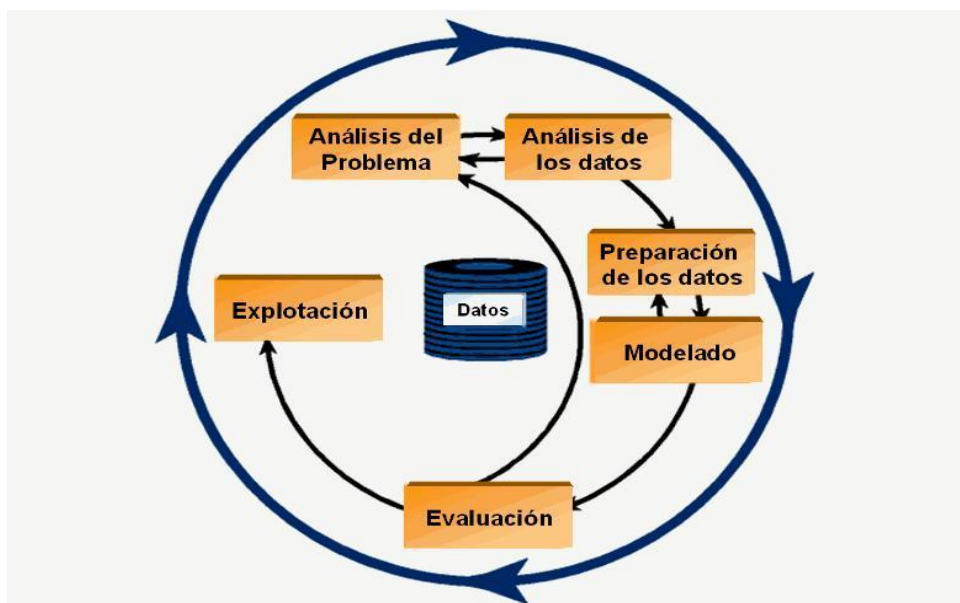 Análisis del
Problema
Análisis de
los datos
Preparación
de los datos
Explotación
Datos
Modelado
Evaluación